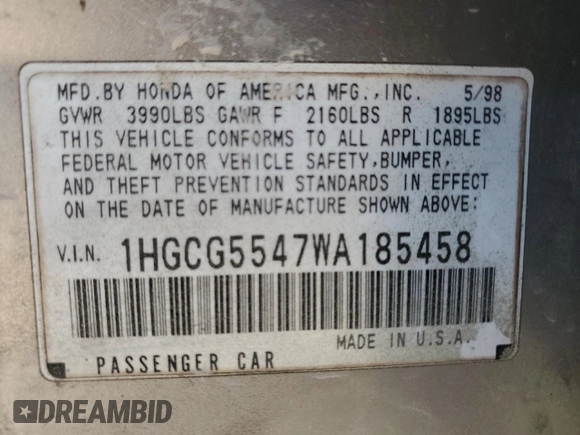 MFD.BY HONDA OF AMERICA MFG.,INC. 5/98
GVWR 3990LBS GAWR F 2160LBS R 1895LBS
THIS VEHICLE CONFORMS TO ALL APPLICABLE
FEDERAL MOTOR VEHICLE SAFETY,BUMPER,
AND THEFT PREVENTION STANDARDS IN EFFECT
ON THE DATE OF MANUFACTURE SHOWN ABOVE:
V.I.N. 1HGCG5547WA185458
MADE IN U.S.A.
PASSENGER CAR
DREAMBID